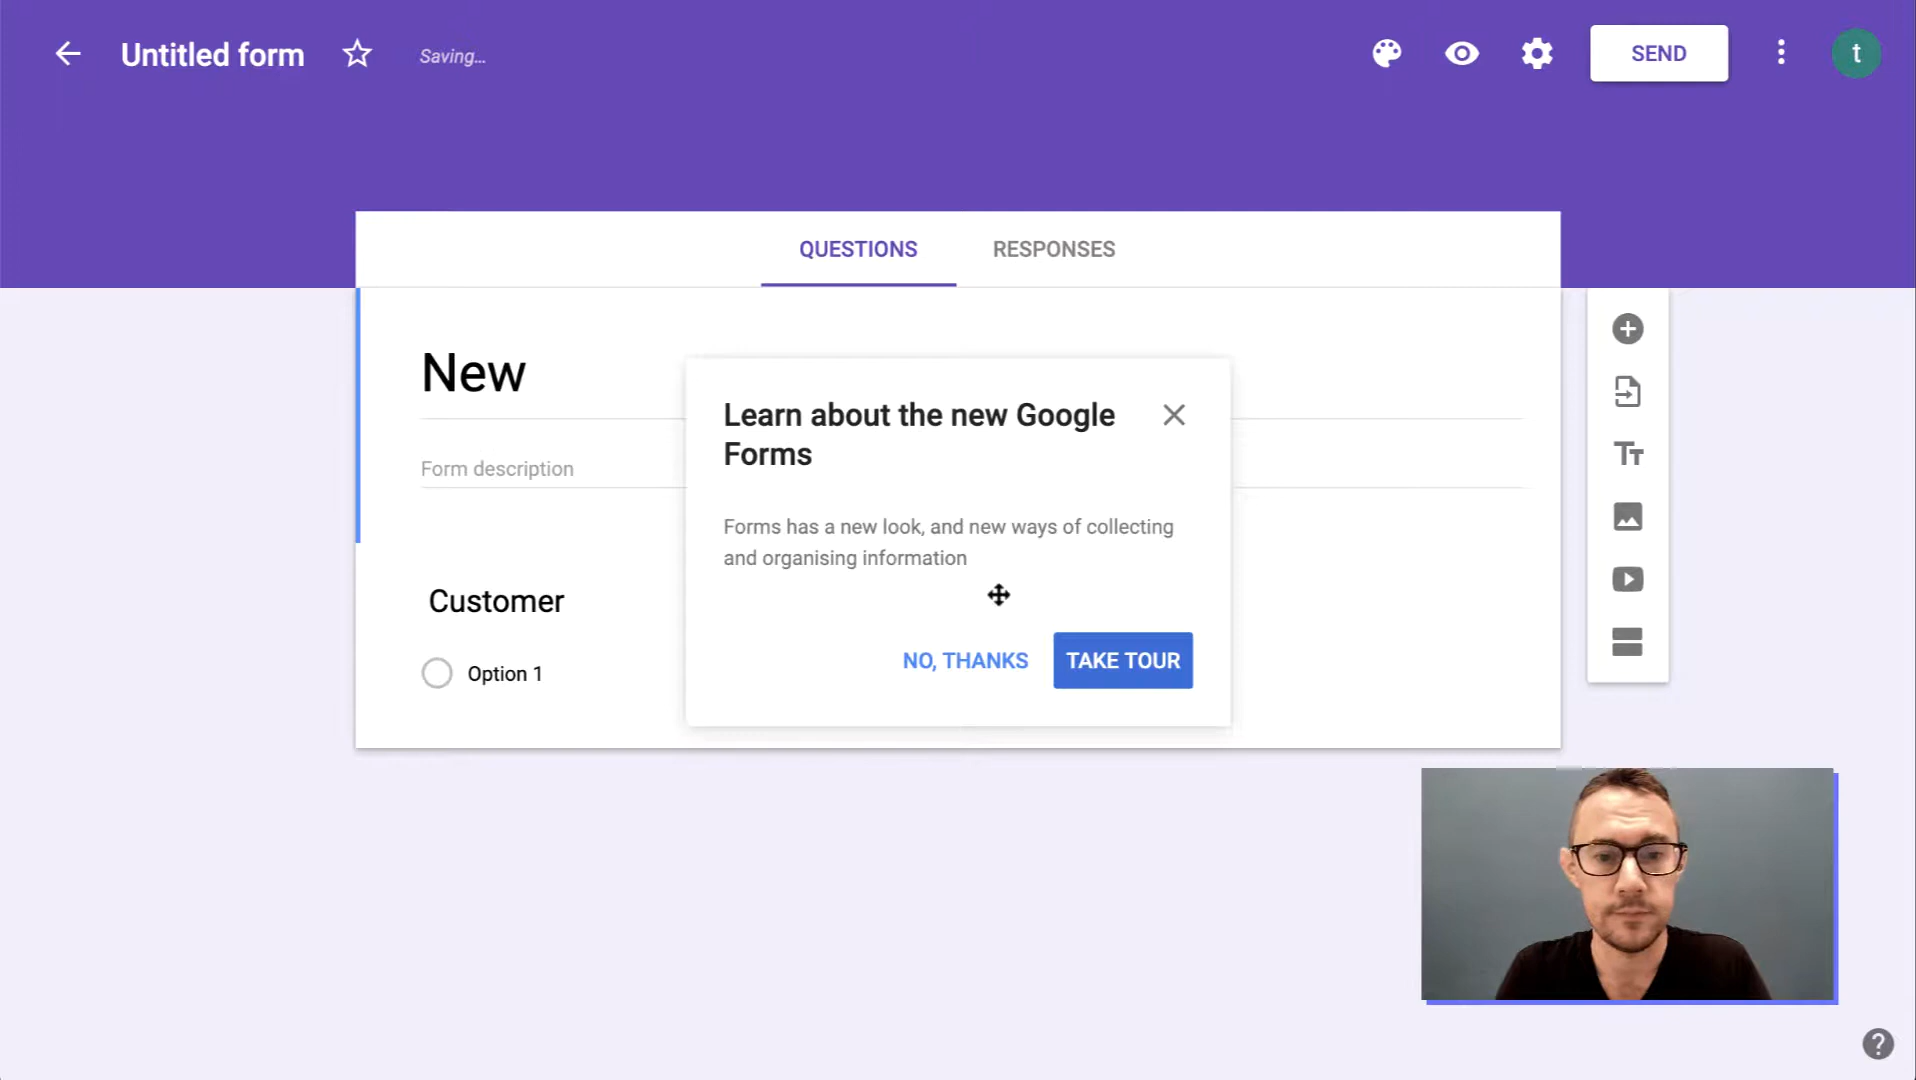 Untitled form
Saving...
SEND
t
QUESTIONS
RESPONSES
New
Form description
Learn about the new Google
Forms
Forms has a new look, and new ways of collecting
and organising information
NO, THANKS
TAKE TOUR
Customer
Option 1